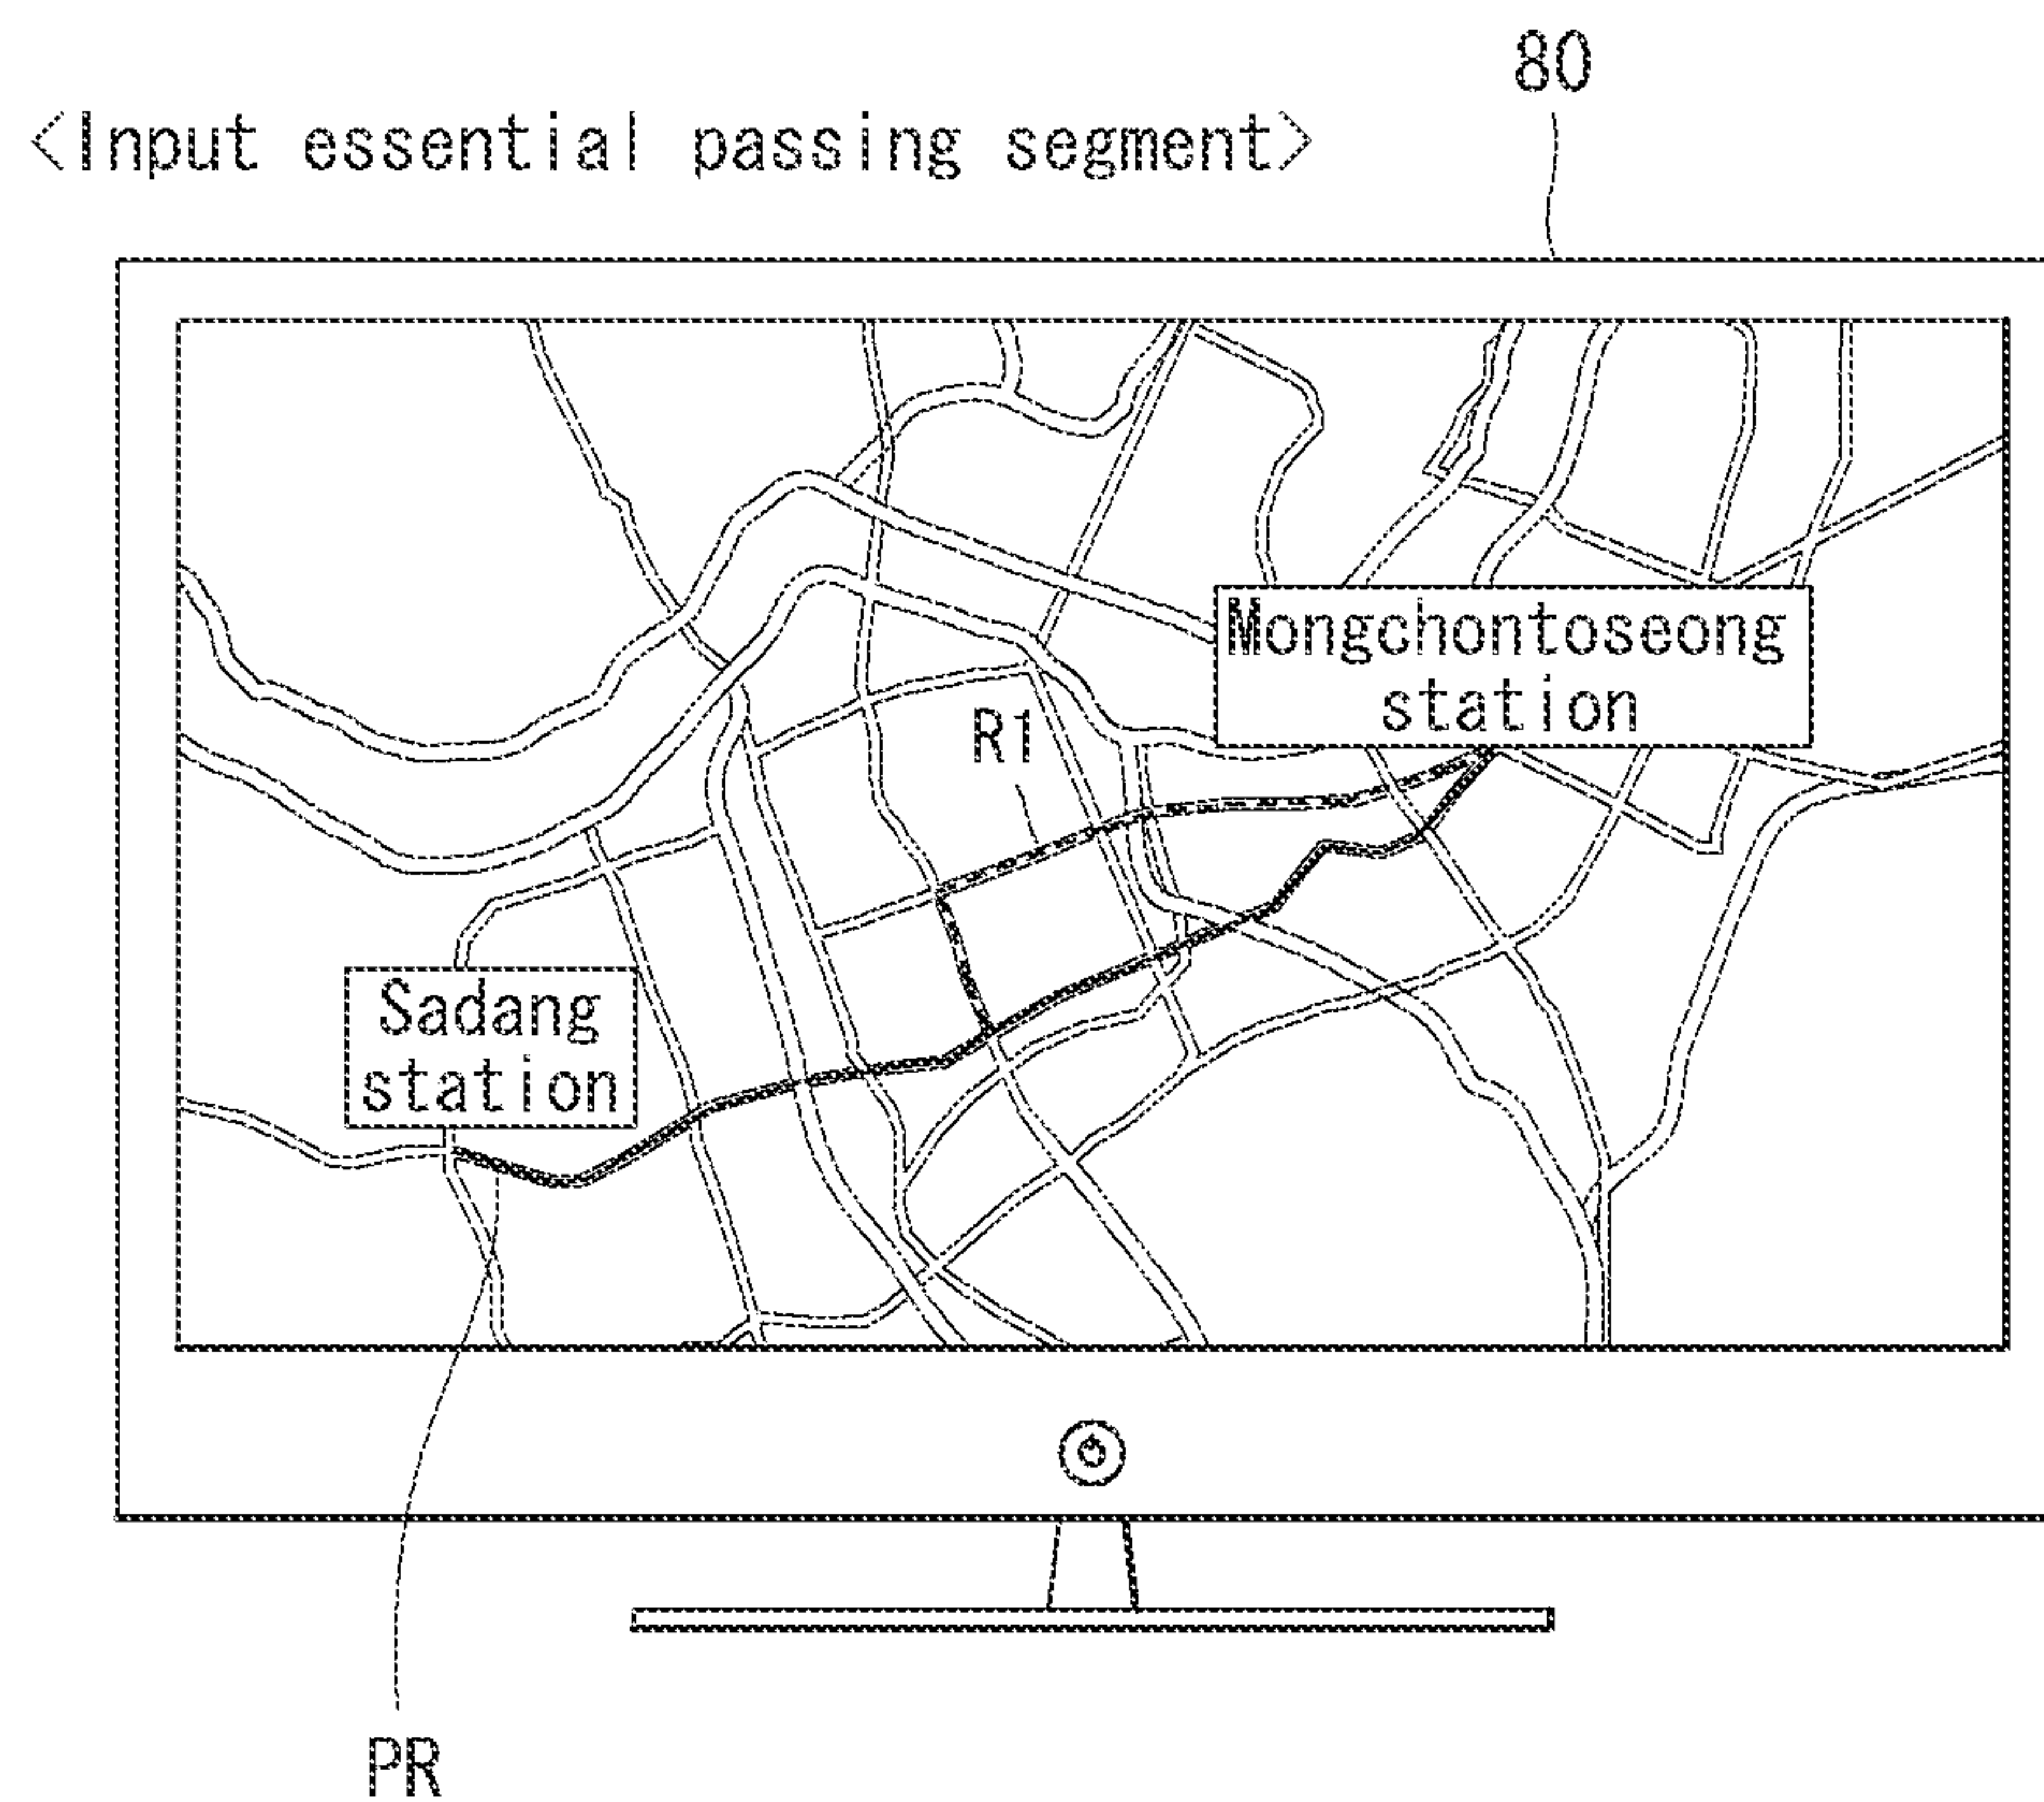 80
<Input essential passing segment>
Mongchontoseong
station
R1
Sadang
station
PR